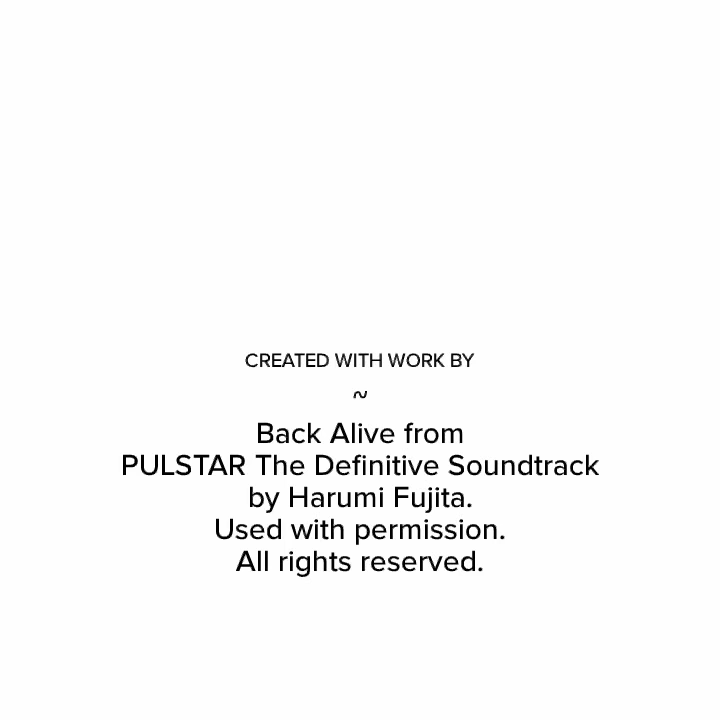 CREATED WITH WORK BY
~
Back Alive from
PULSTAR The Definitive Soundtrack
by Harumi Fujita.
Used with permission.
All rights reserved.